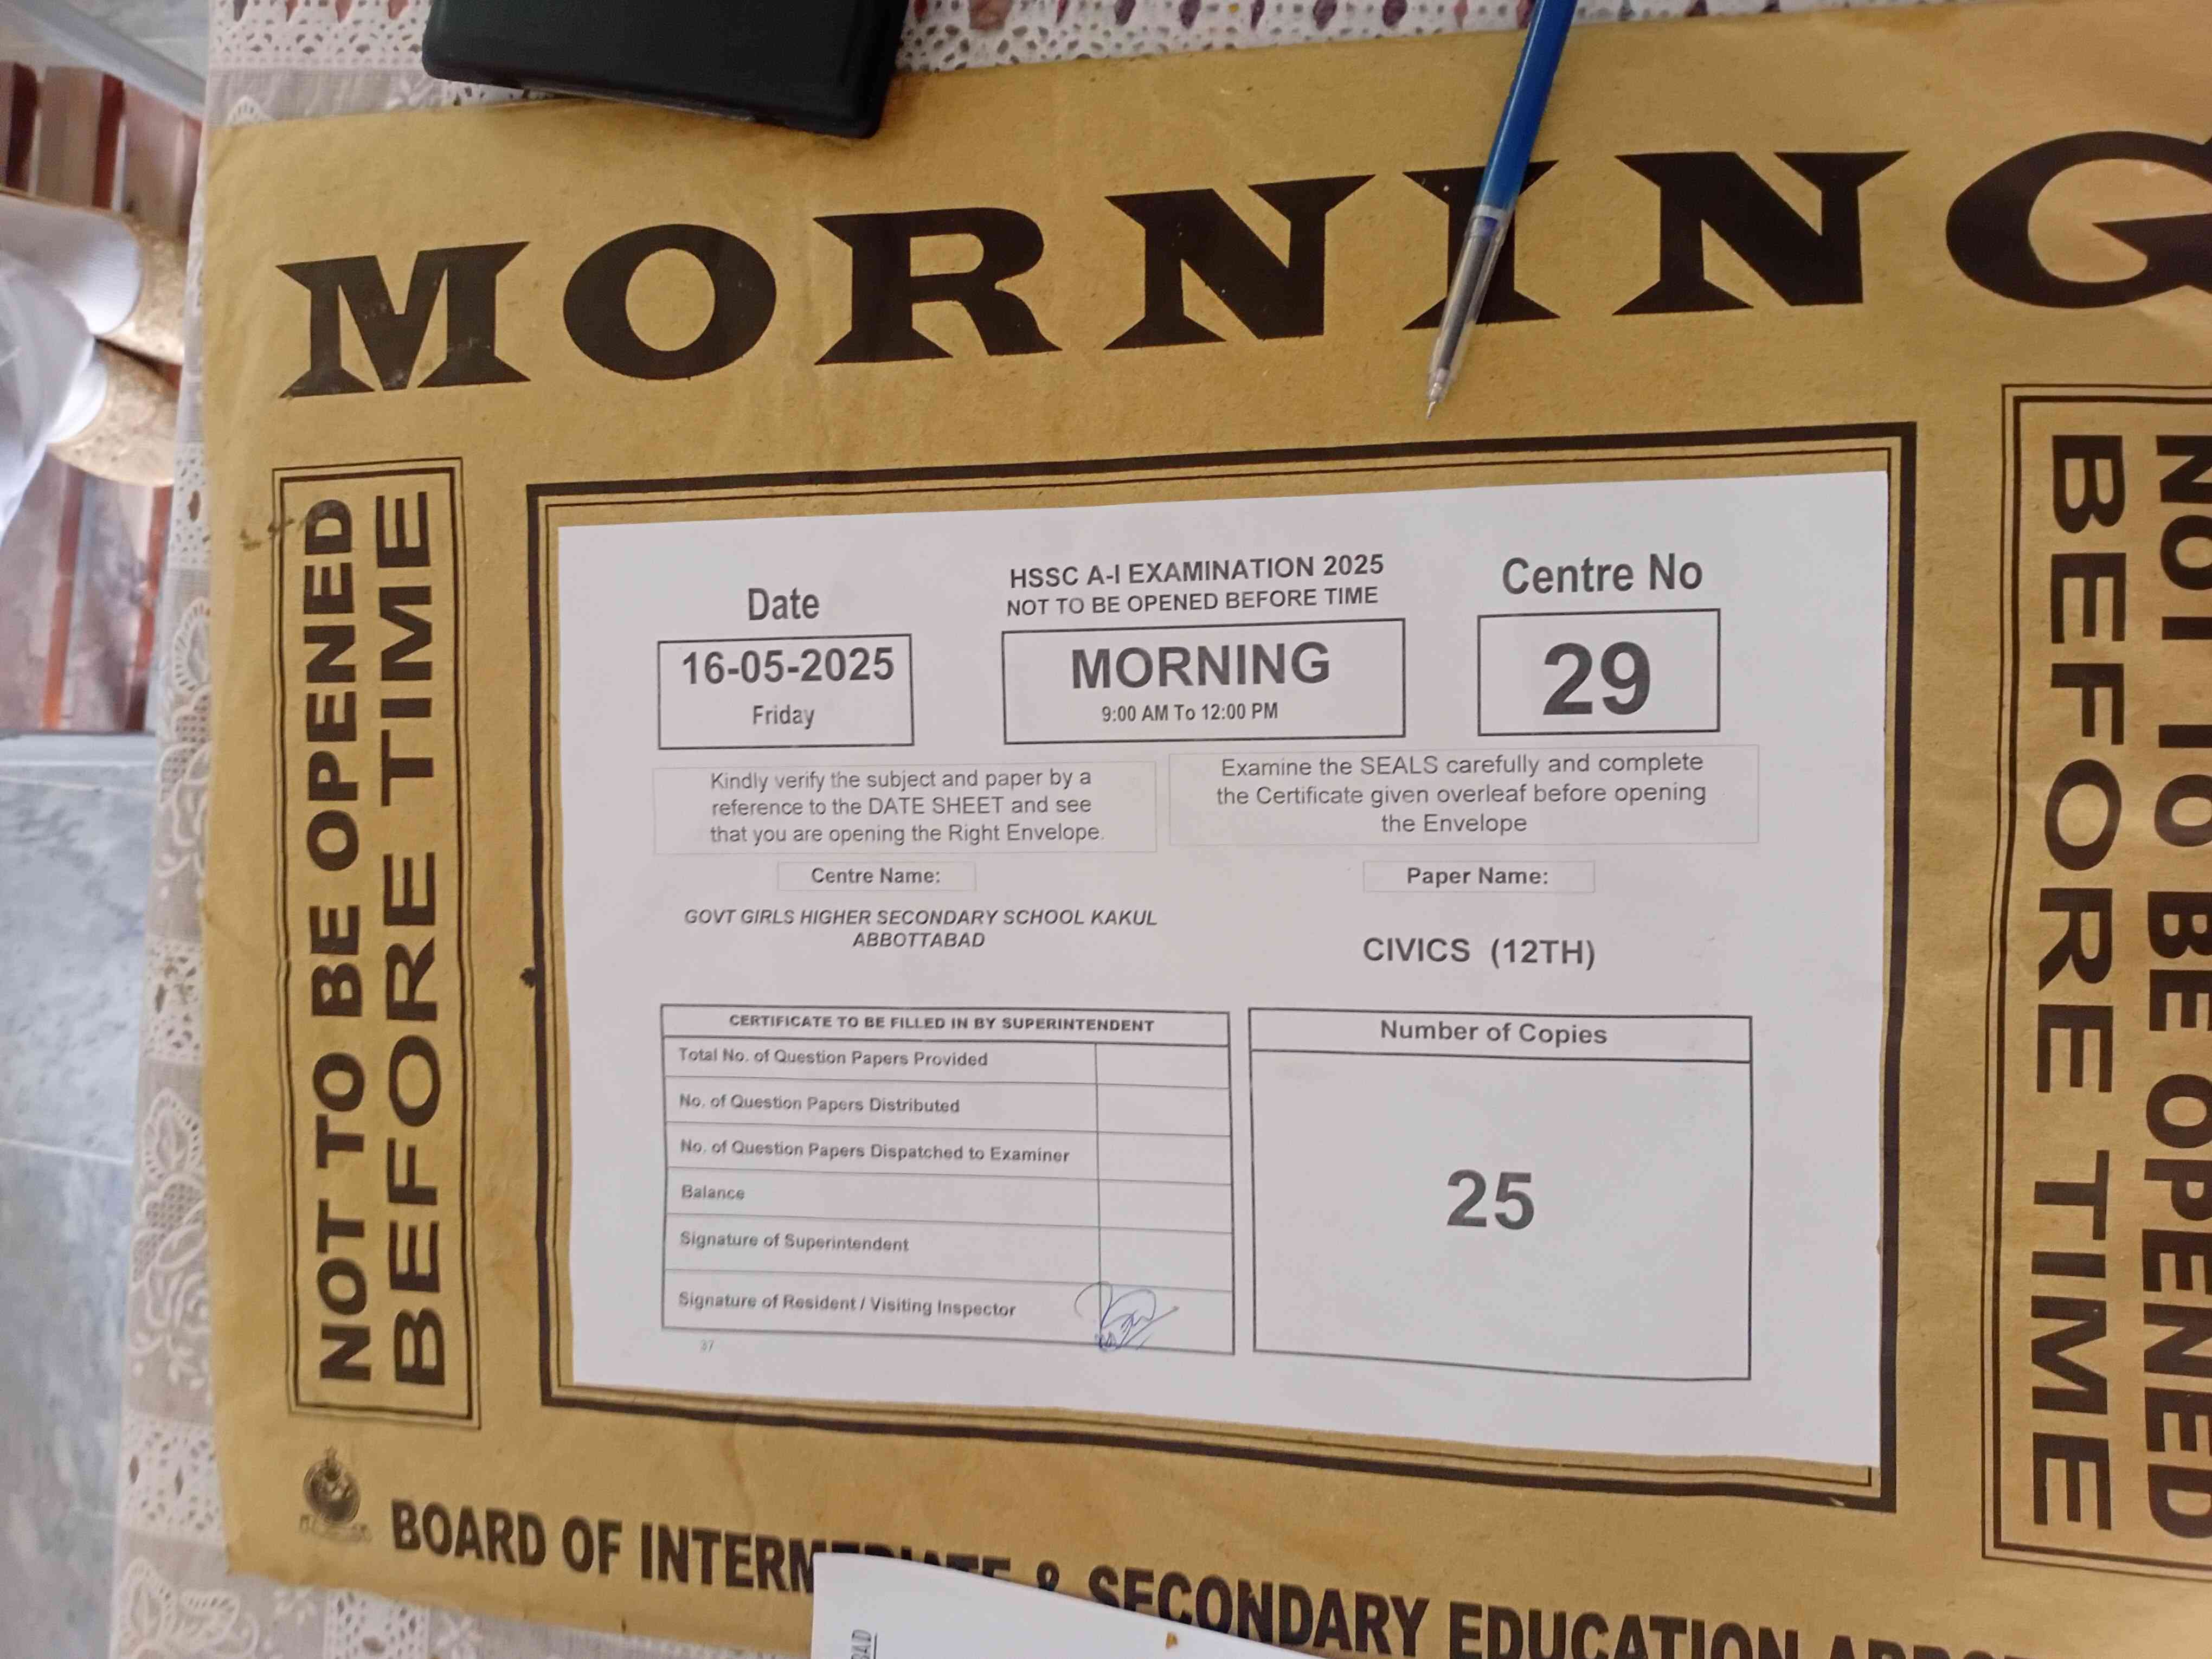 MORNING
NOT TO BE OPENED
BEFORE TIME
Date
16-05-2025
Friday
HSSC A-I EXAMINATION 2025
NOT TO BE OPENED BEFORE TIME
MORNING
9:00 AM To 12:00 PM
Centre No
29
Kindly verify the subject and paper by a
reference to the DATE SHEET and see
that you are opening the Right Envelope.
Examine the SEALS carefully and complete
the Certificate given overleaf before opening
the Envelope
Centre Name:
GOVT GIRLS HIGHER SECONDARY SCHOOL KAKUL
ABBOTTABAD
Paper Name:
CIVICS (12TH)
CERTIFICATE TO BE FILLED IN BY SUPERINTENDENT
Total No. of Question Papers Provided
No. of Question Papers Distributed
No. of Question Papers Dispatched to Examiner
Balance
Signature of Superintendent
Signature of Resident / Visiting Inspector
37
Number of Copies
25
NOT TO BE OPENED
BEFORE TIME
BOARD OF INTERMEDIATE & SECONDARY EDUCATION